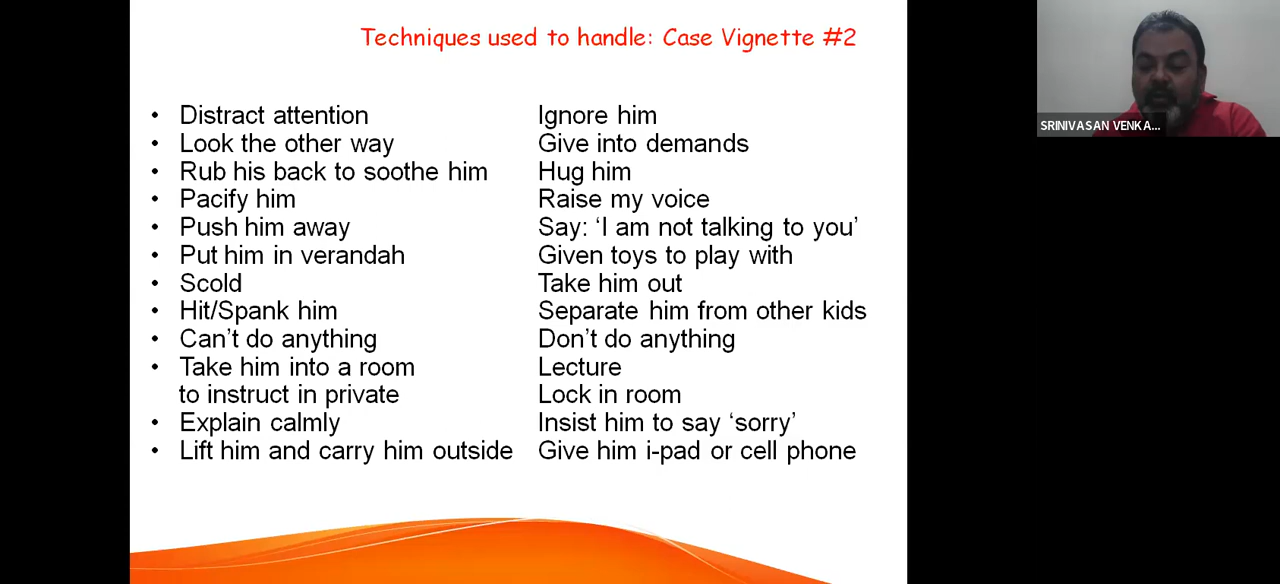 Techniques used to handle: Case Vignette #2
SRINIVASAN VENKA...
• Distract attention
• Look the other way
• Rub his back to soothe him
• Pacify him
• Push him away
• Put him in verandah
• Scold
• Hit/Spank him
• Can't do anything
• Take him into a room
to instruct in private
• Explain calmly
• Lift him and carry him outside
Ignore him
Give into demands
Hug him
Raise my voice
Say: ‘I am not talking to you’
Given toys to play with
Take him out
Separate him from other kids
Don’t do anything
Lecture
Lock in room
Insist him to say ‘sorry’
Give him i-pad or cell phone